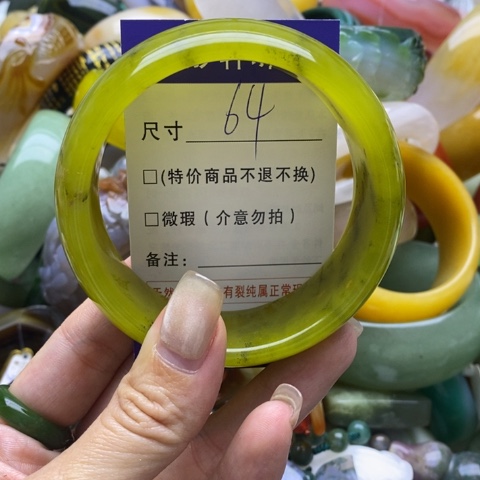 尺寸 64
□(特价商品不退不换)
□微瑕(介意勿拍)
备注:
有裂纯属正常